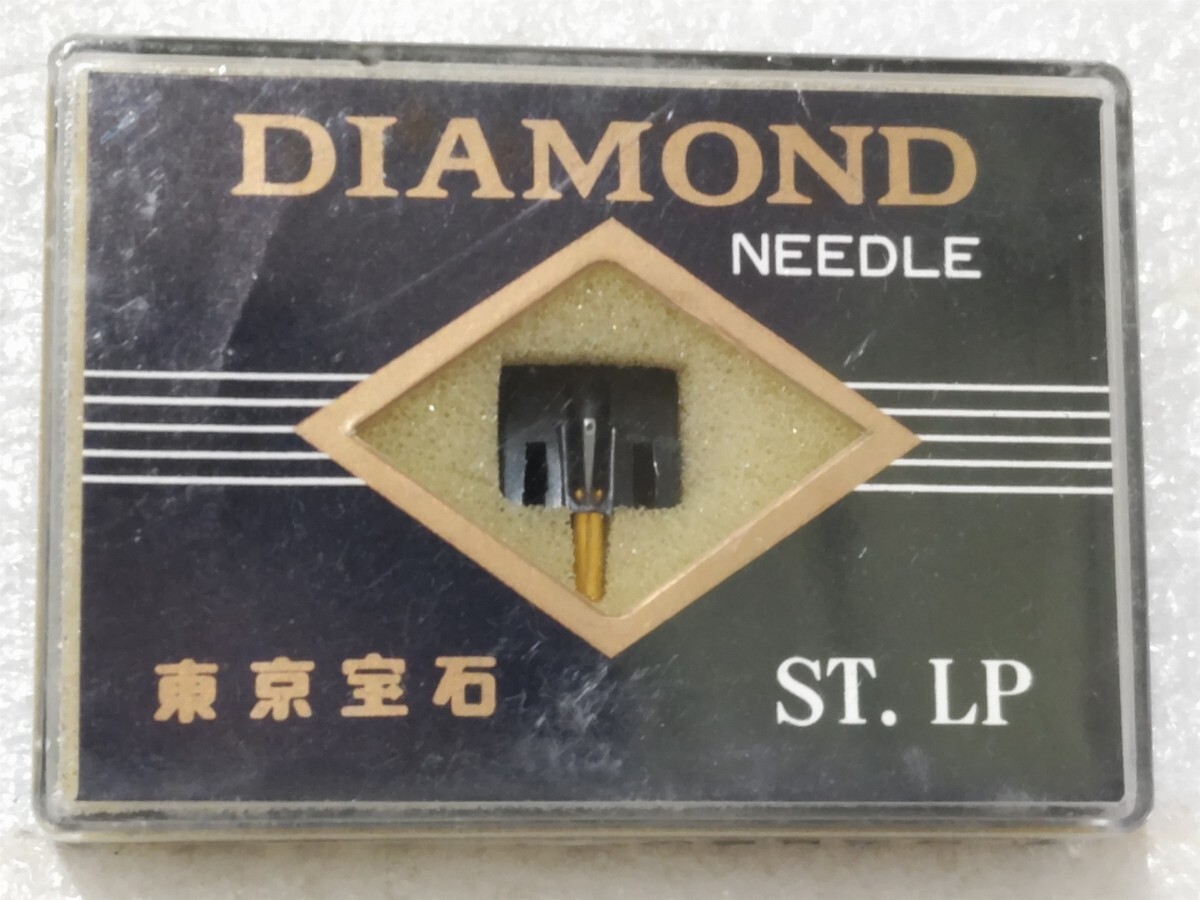 DIAMOND
NEEDLE
東京宝石
ST. LP